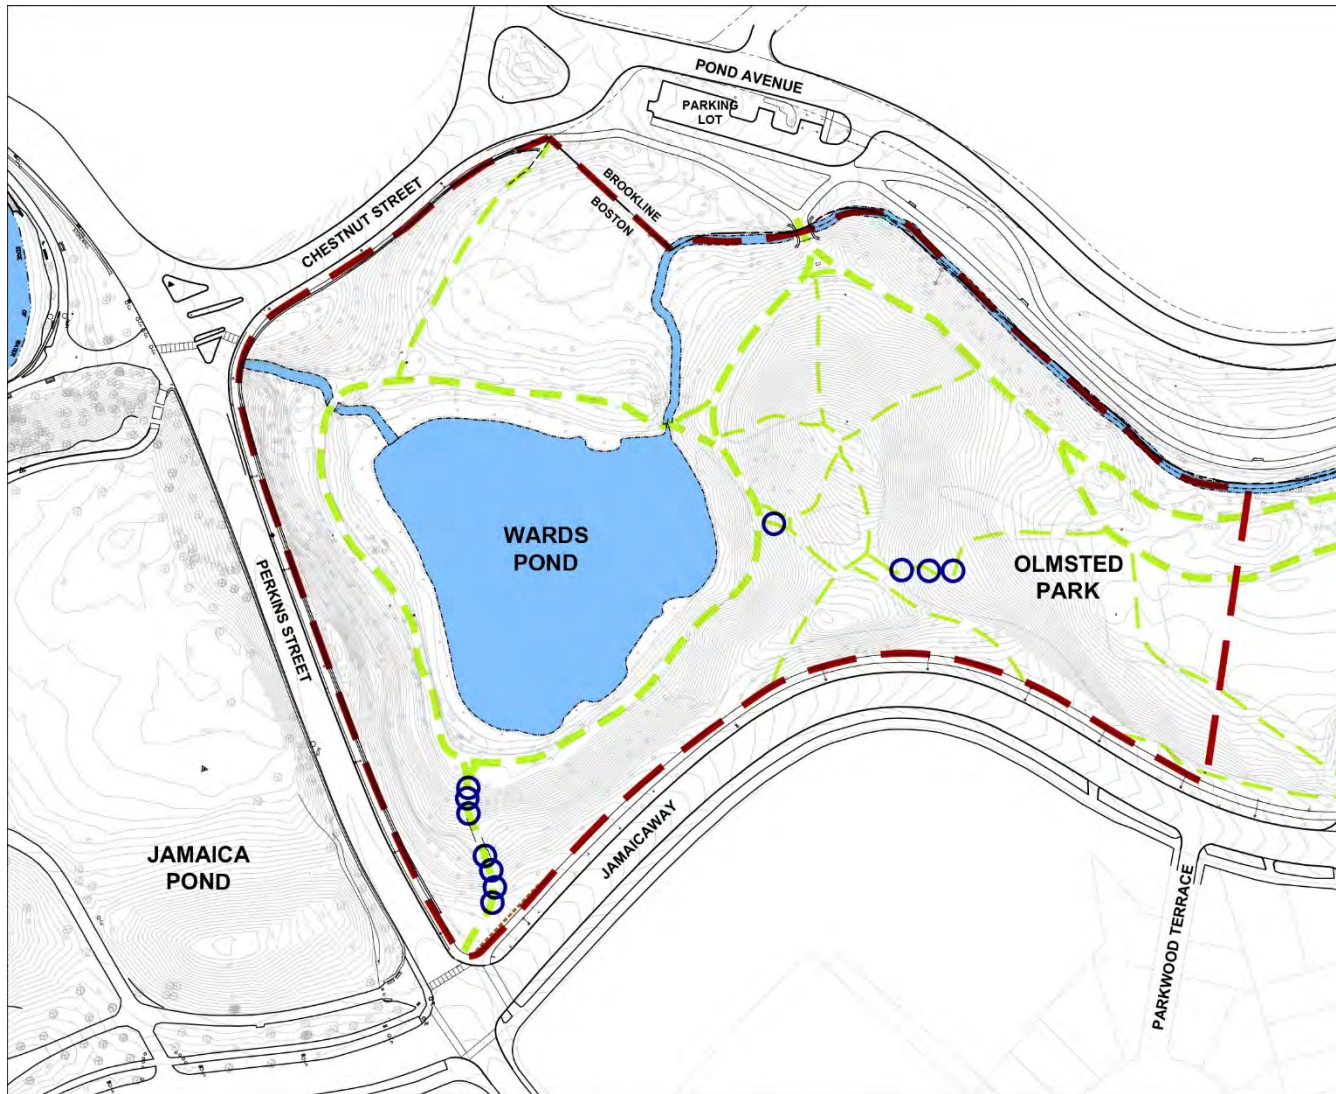 POND AVENUE
PARKING
LOT
BROOKLINE
BOSTON
CHESTNUT STREET
WARDS
POND
OLMSTED
PARK
PERKINS STREET
JAMAICAWAY
JAMAICA
POND
PARKWOOD TERRACE